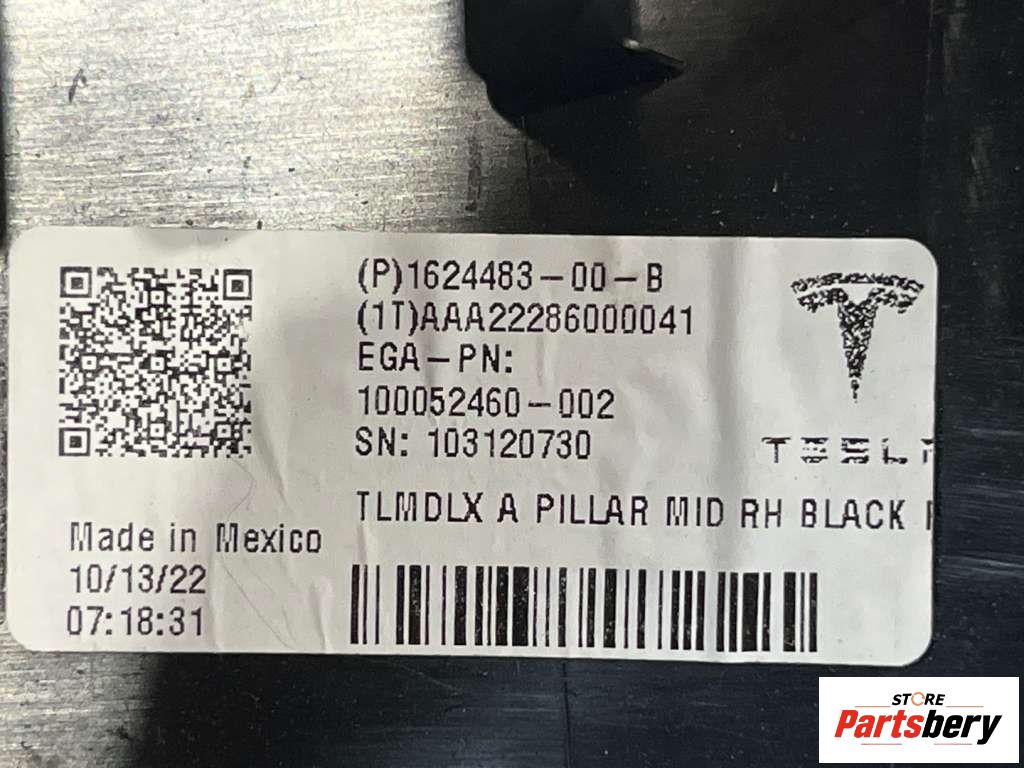 (P)1624483-00-B
(1T)AAA22286000041
EGA-PN:
100052460-002
SN: 103120730
TESLA
TLMDLX A PILLAR MID RH BLACK
Made in Mexico
10/13/22
07:18:31
STORE
Partsbery